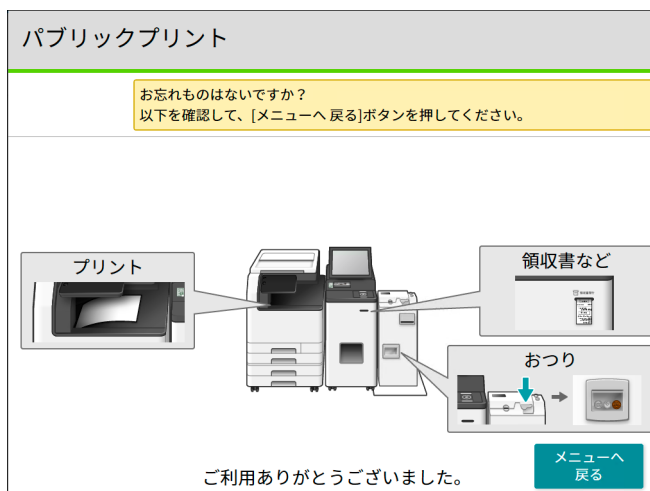 パブリックプリント
お忘れものはないですか？
以下を確認して、[メニューへ 戻る]ボタンを押してください。
プリント
領収書など
おつり
ご利用ありがとうございました。
メニューへ
戻る